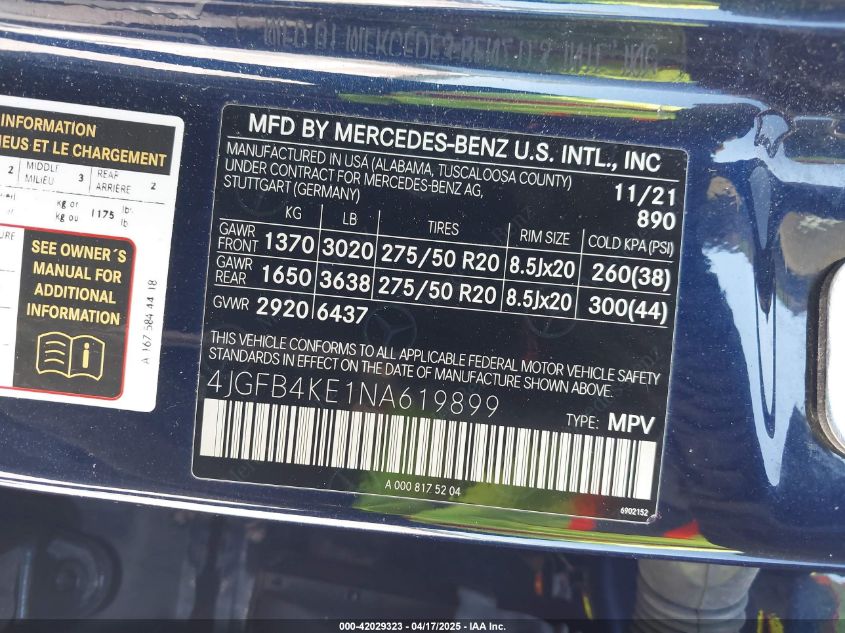 INFORMATION
NEUS ET LE CHARGEMENT
2 MIDDLE MILIEU 3 REAR ARRIÈRE 2
kg or kg ou 1175 lb. lb.
SEE OWNER'S
MANUAL FOR
ADDITIONAL
INFORMATION
A 167 584 44 18
MFD BY MERCEDES-BENZ U.S. INTL., INC
MANUFACTURED IN USA (ALABAMA, TUSCALOOSA COUNTY)
UNDER CONTRACT FOR MERCEDES-BENZ AG,
STUTTGART (GERMANY)
11/21
890
KG LB TIRES RIM SIZE COLD KPA (PSI)
GAWR FRONT 1370 3020 275/50 R20 8.5Jx20 260(38)
GAWR REAR 1650 3638 275/50 R20 8.5Jx20 300(44)
GVWR 2920 6437
THIS VEHICLE CONFORMS TO ALL APPLICABLE FEDERAL MOTOR VEHICLE SAFETY
STANDARDS IN EFFECT ON THE DATE OF MANUFACTURE SHOWN ABOVE.
4JGFB4KE1NA619899
TYPE: MPV
A 000 817 52 04
6902152
000-42029323 - 04/17/2025 - IAA Inc.